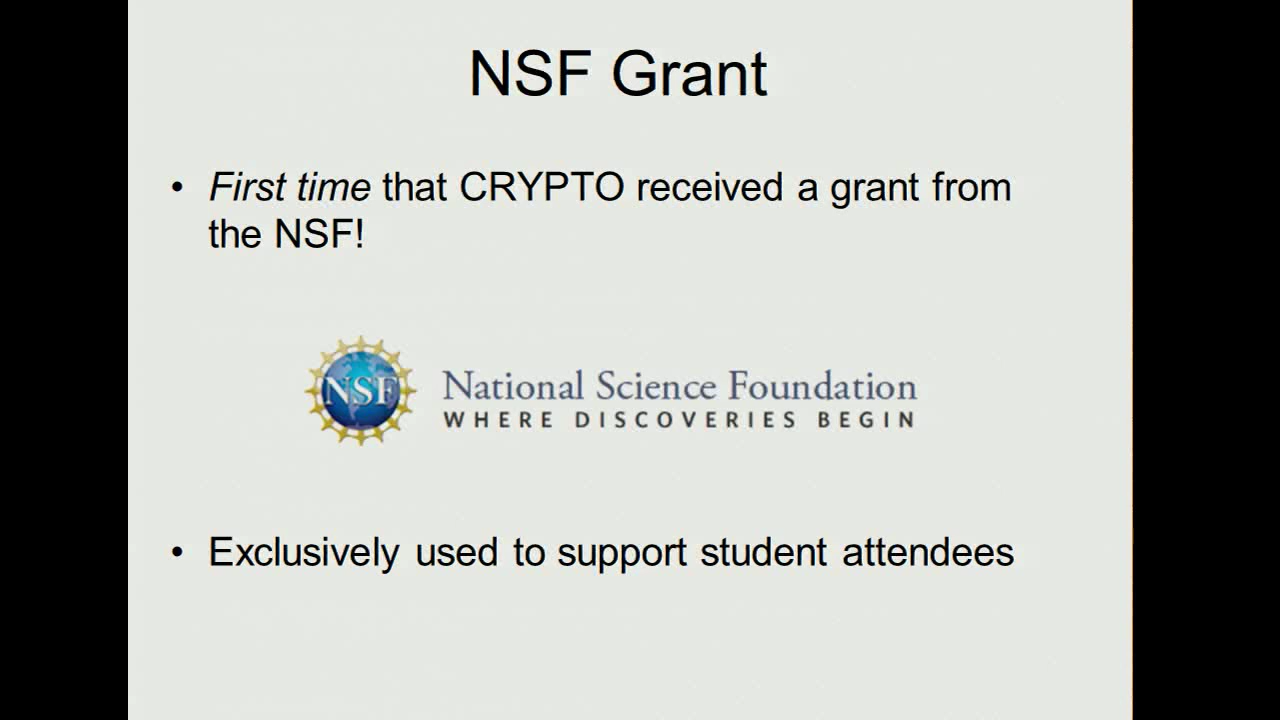 NSF Grant
• First time that CRYPTO received a grant from
the NSF!
NSF
National Science Foundation
WHERE DISCOVERIES BEGIN
• Exclusively used to support student attendees